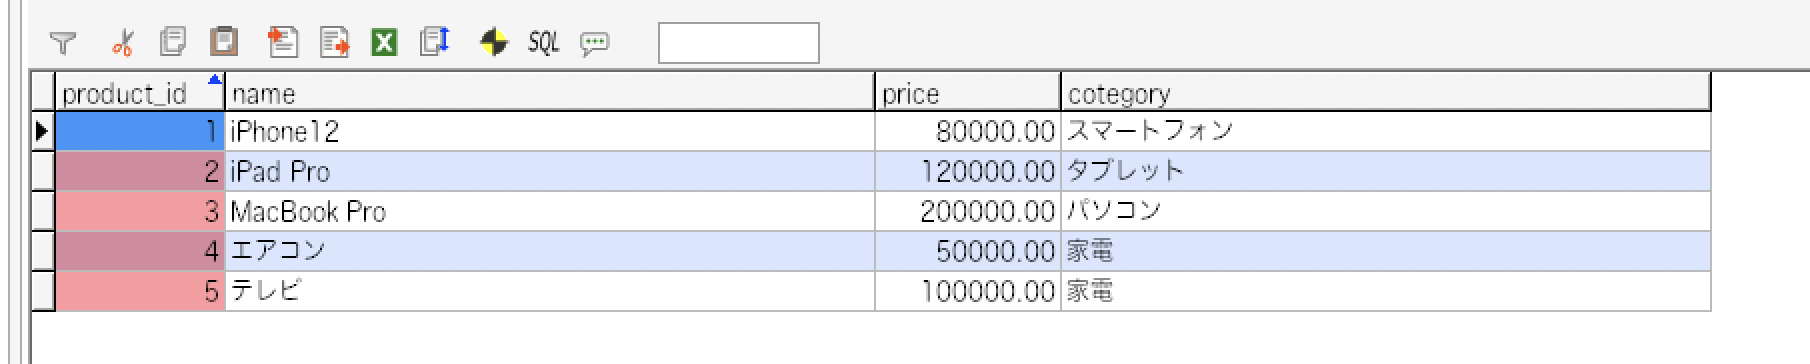 SQL
product_id name price cotegory
1 iPhone12 80000.00 スマートフォン
2 iPad Pro 120000.00 タブレット
3 MacBook Pro 200000.00 パソコン
4 エアコン 50000.00 家電
5 テレビ 100000.00 家電